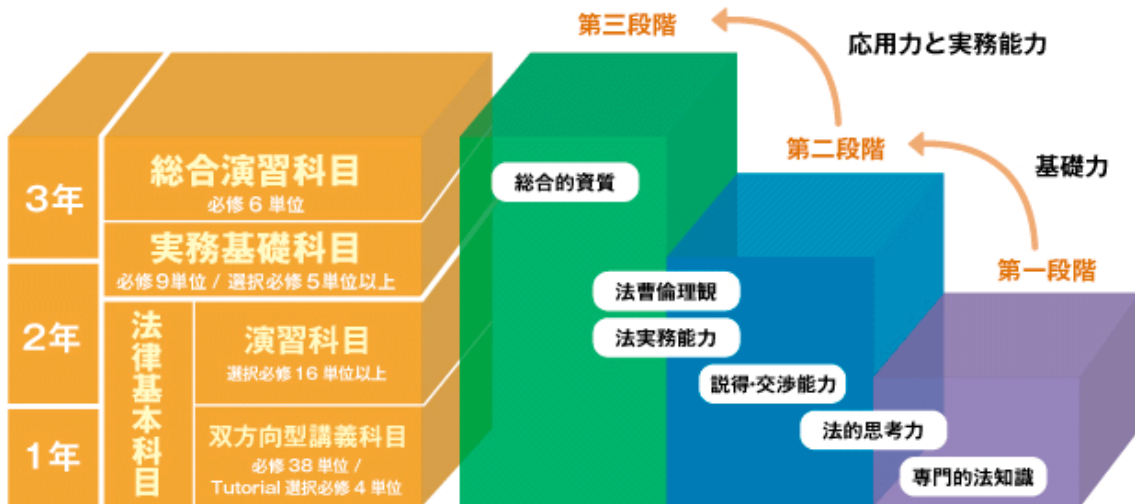 第三段階
応用力と実務能力
第二段階
基礎力
第一段階
3年
総合演習科目
必修 6 単位
実務基礎科目
必修9単位 / 選択必修 5単位以上
2年
法律基本科目
演習科目
選択必修 16 単位以上
1年
双方向型講義科目
必修 38 単位 /
Tutorial 選択必修 4 単位
総合的資質
法曹倫理観
法実務能力
説得・交渉能力
法的思考力
専門的法知識